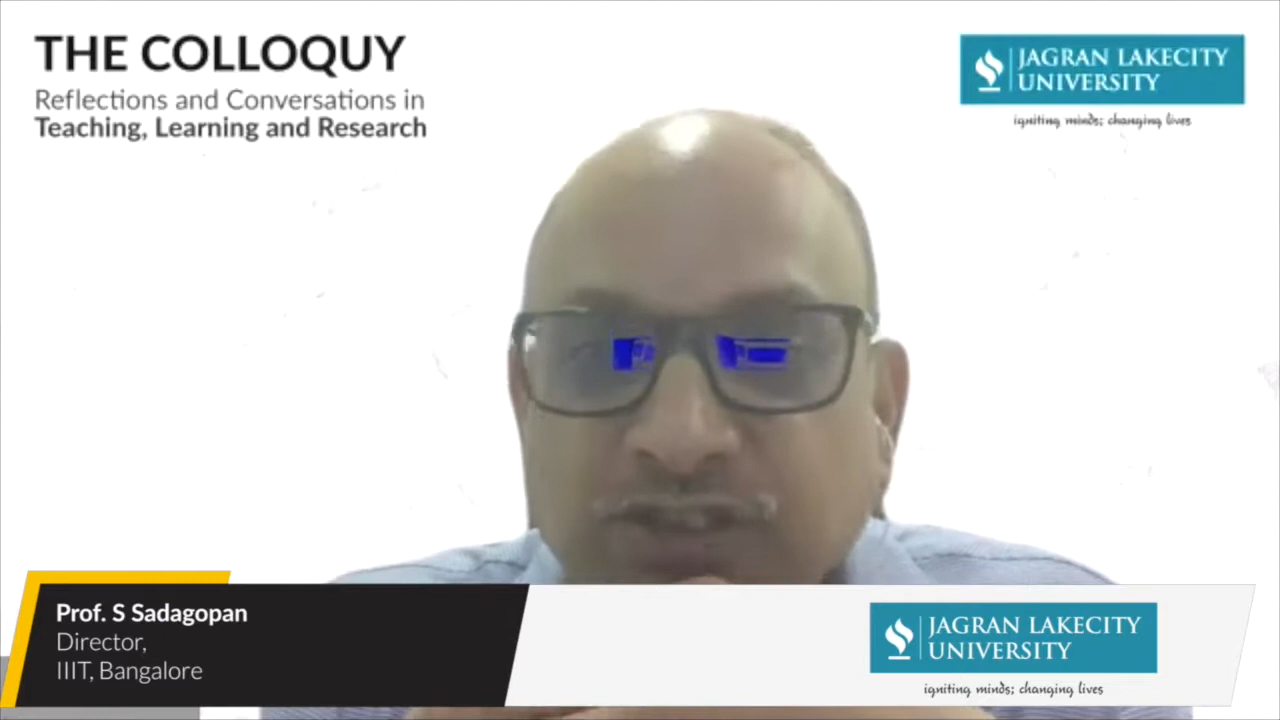 THE COLLOQUY
Reflections and Conversations in
Teaching, Learning and Research
JAGRAN LAKECITY
UNIVERSITY
igniting minds; changing lives
Prof. S Sadagopan
Director,
IIIT, Bangalore
JAGRAN LAKECITY
UNIVERSITY
igniting minds; changing lives